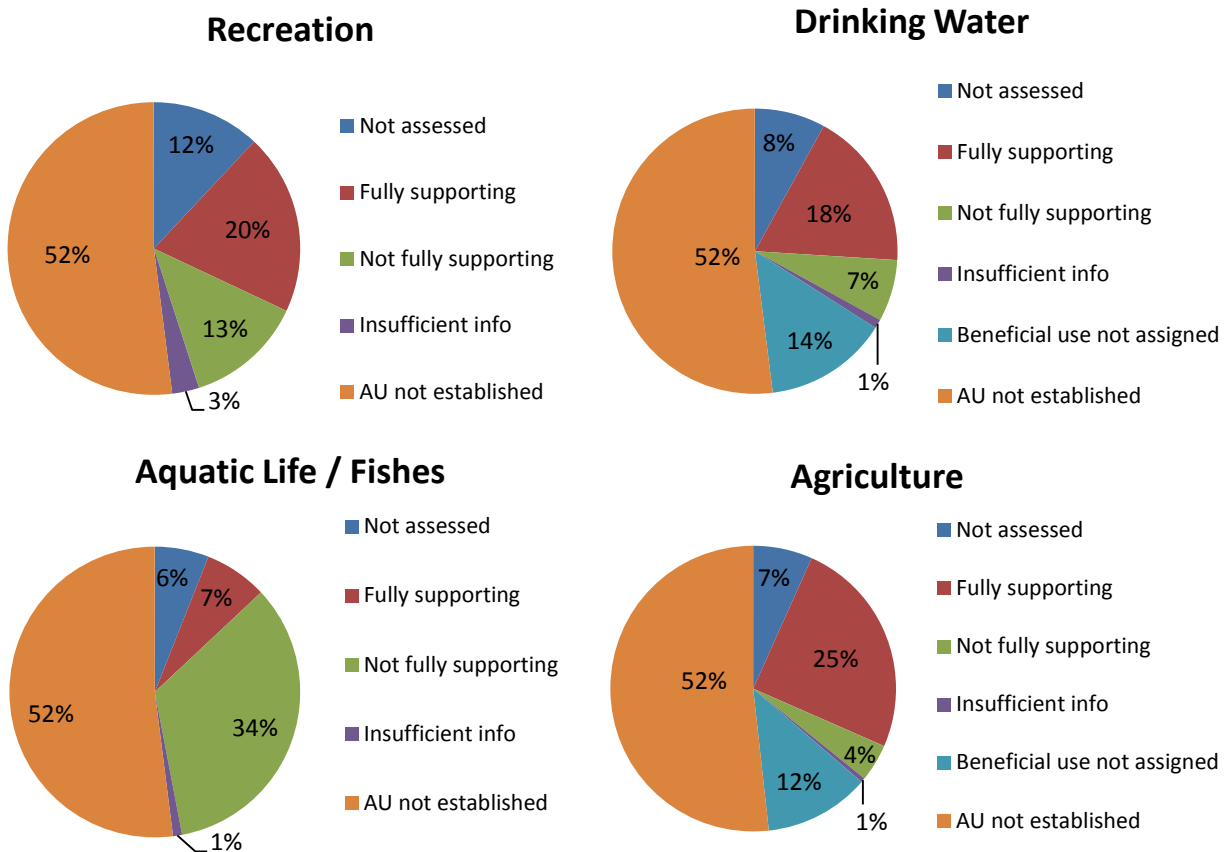 Recreation
12%
20%
13%
3%
52%
Not assessed
Fully supporting
Not fully supporting
Insufficient info
AU not established
Drinking Water
8%
18%
7%
1%
14%
52%
Not assessed
Fully supporting
Not fully supporting
Insufficient info
Beneficial use not assigned
AU not established
Aquatic Life / Fishes
6%
7%
34%
1%
52%
Not assessed
Fully supporting
Not fully supporting
Insufficient info
AU not established
Agriculture
7%
25%
4%
1%
12%
52%
Not assessed
Fully supporting
Not fully supporting
Insufficient info
Beneficial use not assigned
AU not established